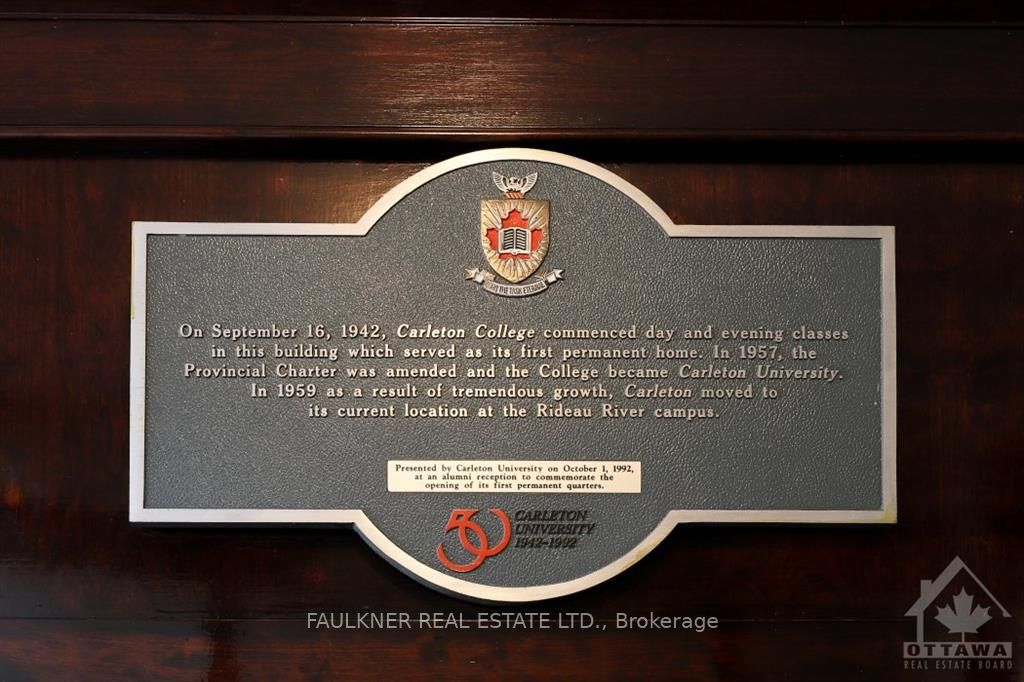 OURS THE TASK ETERNAL
On September 16, 1942, Carleton College commenced day and evening classes
in this building which served as its first permanent home. In 1957, the
Provincial Charter was amended and the College became Carleton University.
In 1959 as a result of tremendous growth, Carleton moved to
its current location at the Rideau River campus.
Presented by Carleton University on October 1, 1992,
at an alumni reception to commemorate the
opening of its first permanent quarters.
50 CARLETON
UNIVERSITY
1942-1992
FAULKNER REAL ESTATE LTD., Brokerage
OTTAWA
REAL ESTATE BOARD